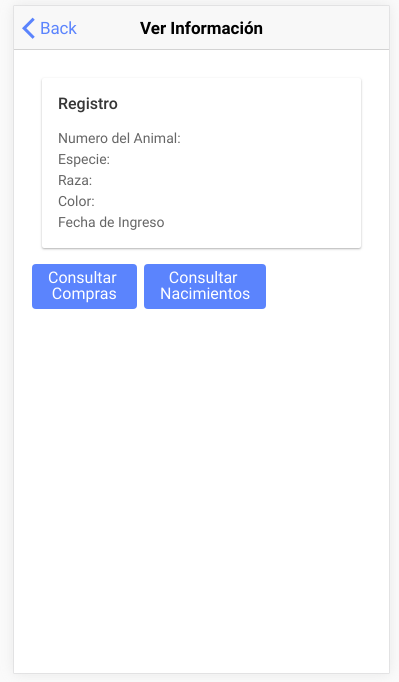 Back
Ver Información
Registro
Numero del Animal:
Especie:
Raza:
Color:
Fecha de Ingreso
Consultar
Compras
Consultar
Nacimientos